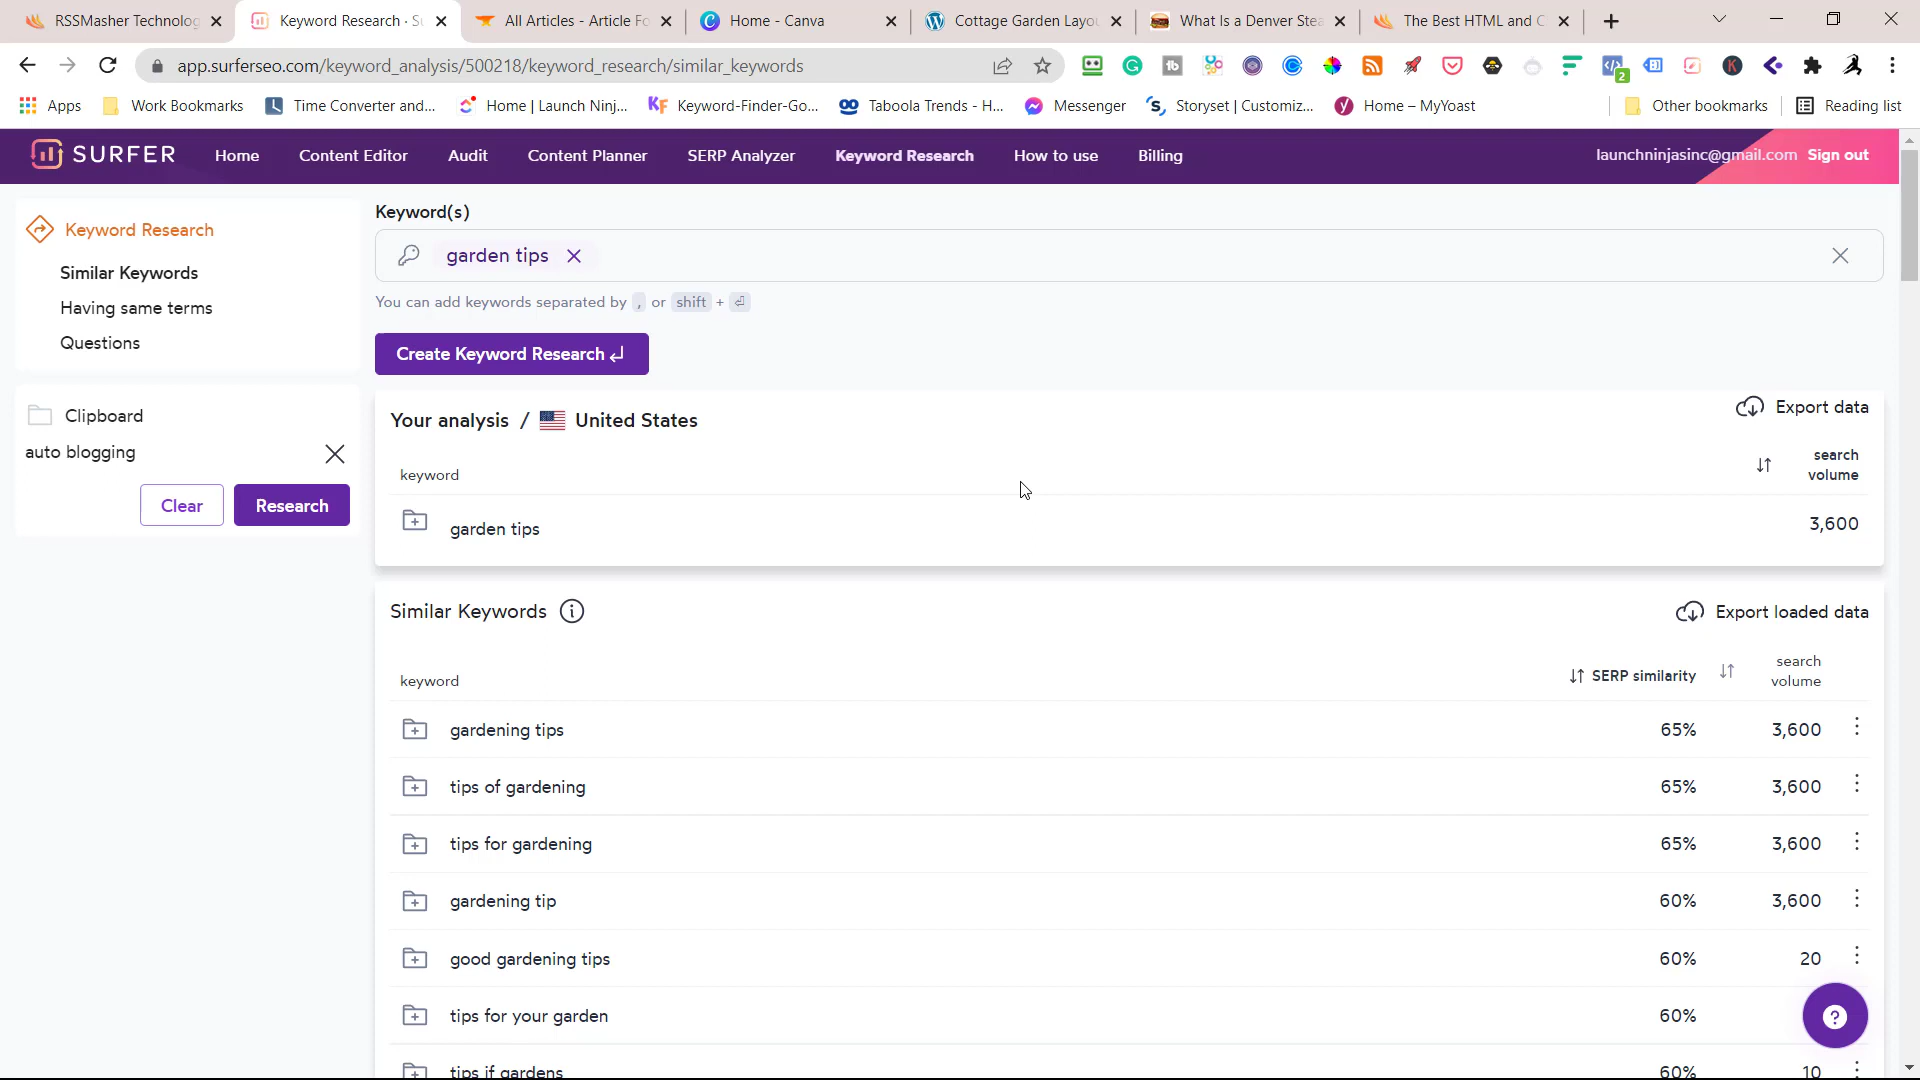 RSSMasher Technolog
Keyword Research · Su
All Articles - Article Fo
Home - Canva
Cottage Garden Layou
What Is a Denver Stea
The Best HTML and C
app.surferseo.com/keyword_analysis/500218/keyword_research/similar_keywords
Apps
Work Bookmarks
Time Converter and...
Home | Launch Ninj...
Keyword-Finder-Go...
Taboola Trends - H...
Messenger
Storyset | Customiz...
Home – MyYoast
Other bookmarks
Reading list
SURFER
Home
Content Editor
Audit
Content Planner
SERP Analyzer
Keyword Research
How to use
Billing
launchninjasinc@gmail.com
Sign out
Keyword Research
Similar Keywords
Having same terms
Questions
Clipboard
auto blogging
Clear
Research
Keyword(s)
garden tips
You can add keywords separated by , or shift + ⏎
Create Keyword Research ↵
Your analysis / United States
Export data
keyword
search
volume
garden tips 3,600
Similar Keywords
Export loaded data
keyword
SERP similarity
search
volume
gardening tips 65% 3,600
tips of gardening 65% 3,600
tips for gardening 65% 3,600
gardening tip 60% 3,600
good gardening tips 60% 20
tips for your garden 60%
tips if gardens 60% 10
?